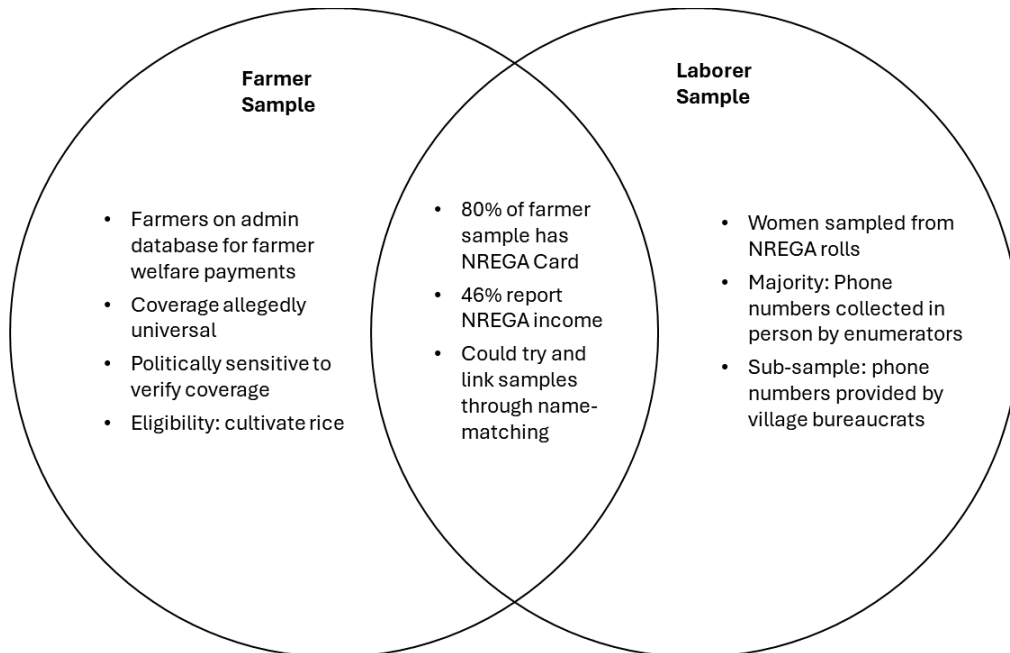 Farmer
Sample
• Farmers on admin
database for farmer
welfare payments
• Coverage allegedly
universal
• Politically sensitive to
verify coverage
• Eligibility: cultivate rice
• 80% of farmer
sample has
NREGA Card
• 46% report
NREGA income
• Could try and
link samples
through name-
matching
Laborer
Sample
• Women sampled from
NREGA rolls
• Majority: Phone
numbers collected in
person by enumerators
• Sub-sample: phone
numbers provided by
village bureaucrats